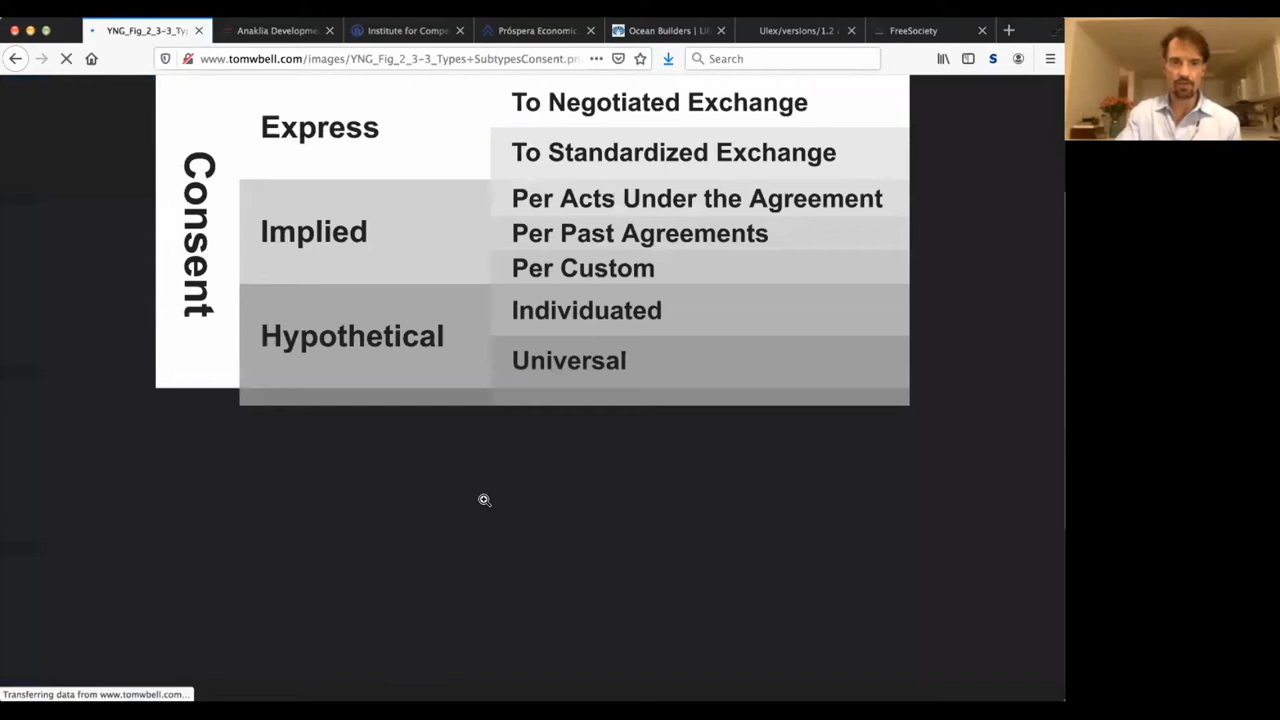 YNG_Fig_2_3-3_Ty
Anaklia Developme
Institute for Compe
Próspera Economic
Ocean Builders | Li
Ulex/versions/1.2
FreeSociety
www.tomwbell.com/images/YNG_Fig_2_3-3_Types+SubtypesConsent.pn
Search
Consent
Express
To Negotiated Exchange
To Standardized Exchange
Implied
Per Acts Under the Agreement
Per Past Agreements
Per Custom
Hypothetical
Individuated
Universal
Transferring data from www.tomwbell.com...